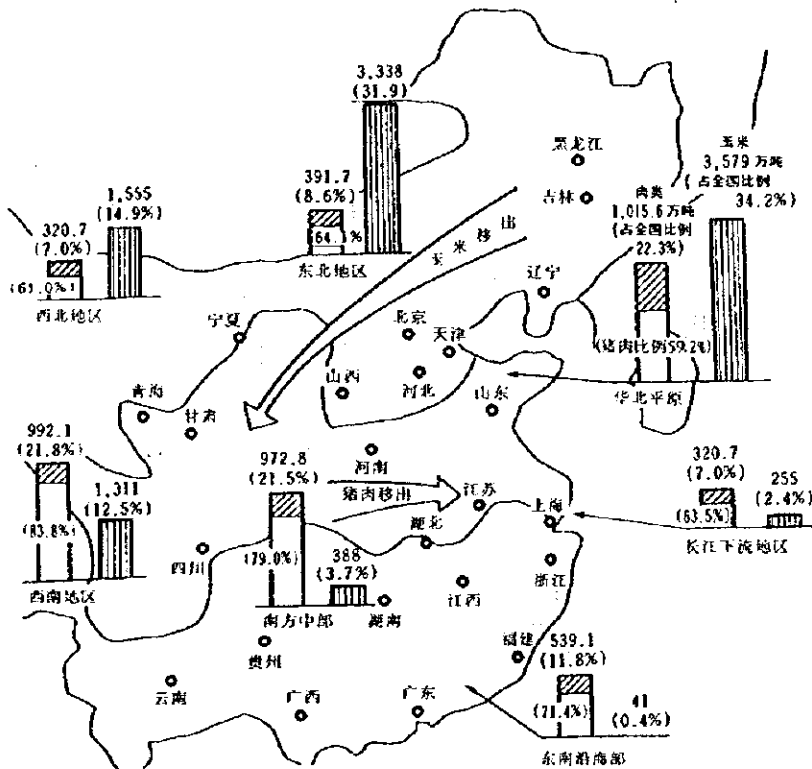 3,338
(31.9)
黑龙江
玉米
3,579 万吨
(占全国比例
34.2%
391.7
(8.6%)
吉林
肉类
1,015.6万吨
(占全国比例
22.3%
1,555
(14.9%)
320.7
(7.0%)
玉米移出
东北地区
辽宁
(61.0%)
西北地区
宁夏
北京
天津
(猪肉比例59.2%)
山西
河北
山东
华北平原
青海
甘肃
992.1
(21.8%)
河南
972.8
(21.5%)
猪肉移出
江苏
上海
320.7
(7.0%)
255
(2.4%)
1,311
(12.5%)
(83.8%)
(63.5%)
湖北
长江下流地区
四川
(79.0%)
388
(3.7%)
浙江
西南地区
江西
南方中部
湖南
贵州
福建
539.1
(11.8%)
云南
广西
广东
(71.4%)
41
(0.4%)
东南沿海部